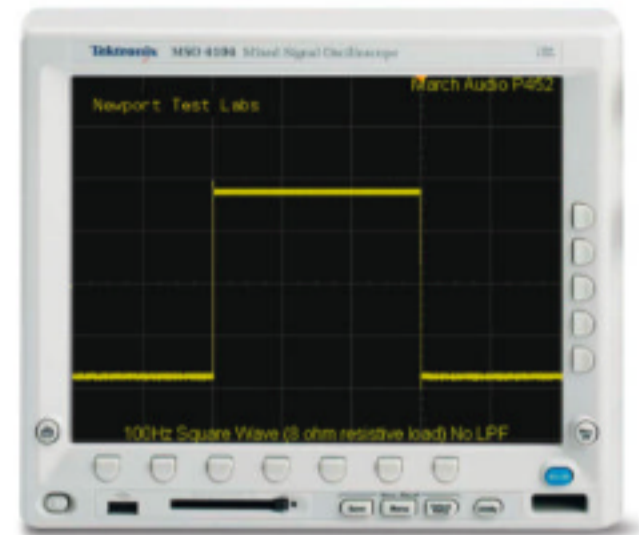 Tektronix MSO 4104 Mixed Signal Oscilloscope
March Audio P452
Newport Test Labs
100Hz Square Wave (8 ohm resistive load) No LPF
Save
Menu